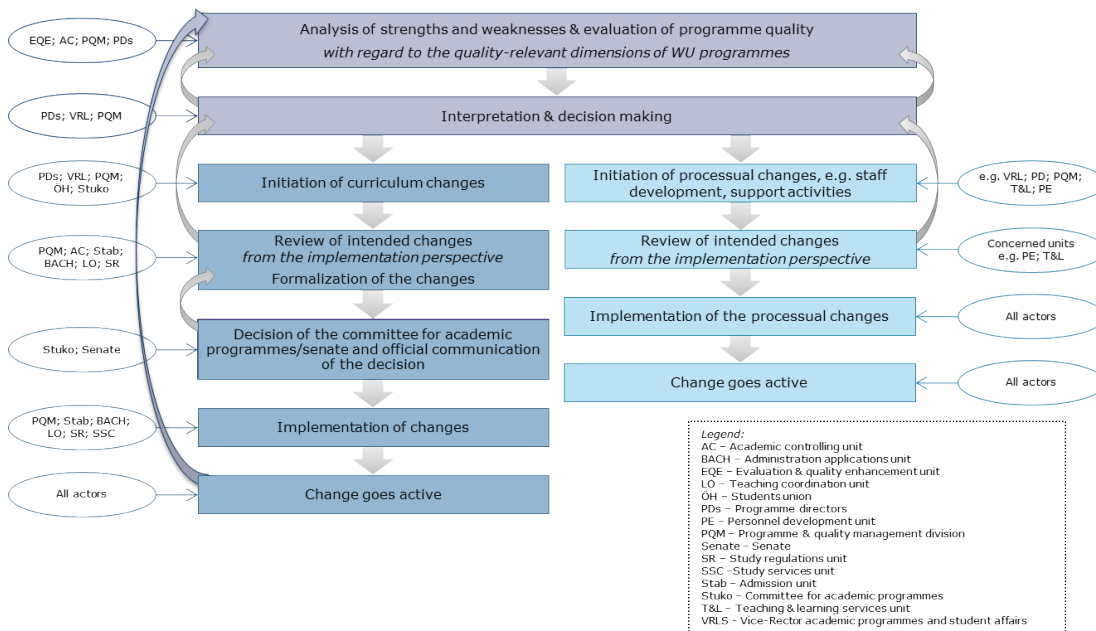 Analysis of strengths and weaknesses & evaluation of programme quality
with regard to the quality-relevant dimensions of WU programmes
EQE; AC; PQM; PDs
Interpretation & decision making
PDs; VRL; PQM
PDs; VRL; PQM;
ÖH; Stuko
Initiation of curriculum changes
Initiation of processual changes, e.g. staff
development, support activities
e.g. VRL; PD; PQM;
T&L; PE
PQM; AC; Stab;
BACH; LO; SR
Review of intended changes
from the implementation perspective
Formalization of the changes
Review of intended changes
from the implementation perspective
Concerned units
e.g. PE; T&L
Implementation of the processual changes
All actors
Stuko; Senate
Decision of the committee for academic
programmes/senate and official communication
of the decision
Change goes active
All actors
PQM; Stab; BACH;
LO; SR; SSC
Implementation of changes
All actors
Change goes active
Legend:
AC – Academic controlling unit
BACH – Administration applications unit
EQE – Evaluation & quality enhancement unit
LO – Teaching coordination unit
ÖH – Students union
PDs – Programme directors
PE – Personnel development unit
PQM – Programme & quality management division
Senate – Senate
SR – Study regulations unit
SSC –Study services unit
Stab – Admission unit
Stuko – Committee for academic programmes
T&L – Teaching & learning services unit
VRLS - Vice-Rector academic programmes and student affairs